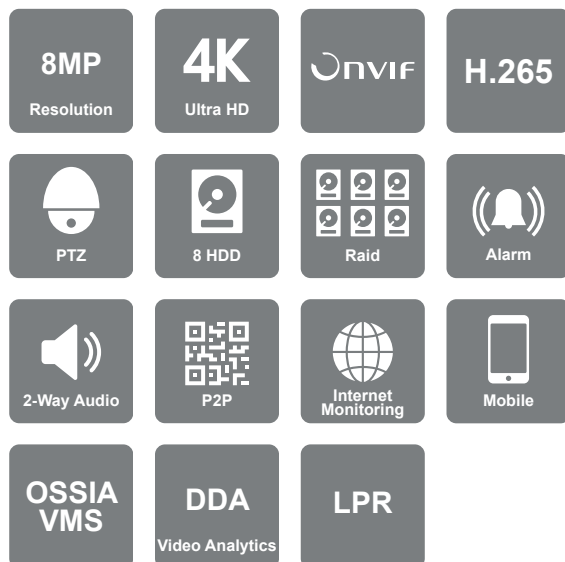 8MP
Resolution
4K
Ultra HD
ONVIF
H.265
PTZ
8 HDD
Raid
Alarm
2-Way Audio
P2P
Internet
Monitoring
Mobile
OSSIA
VMS
DDA
Video Analytics
LPR